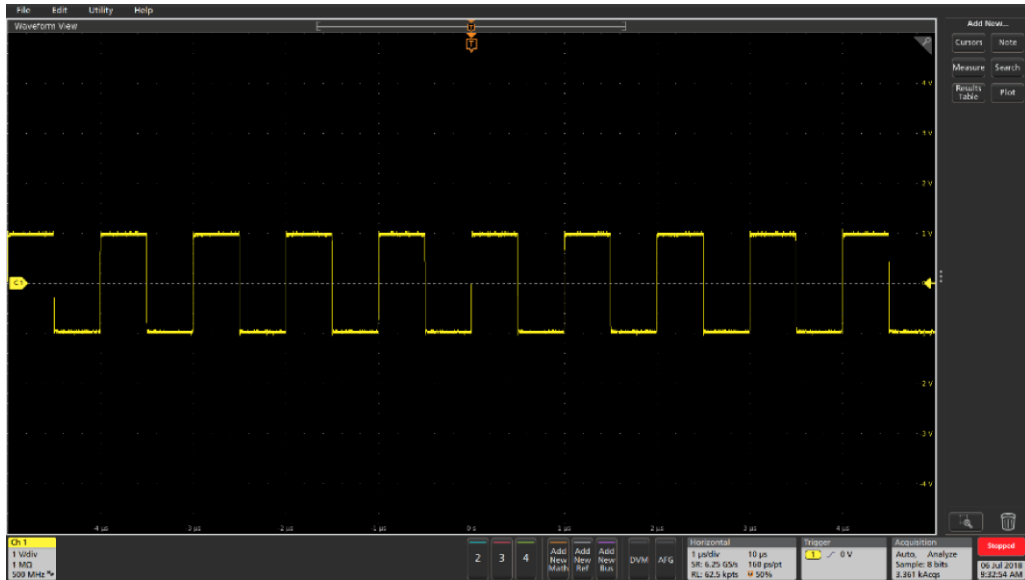 File Edit Utility Help
Waveform View
Add New...
Cursors Note
Measure Search
Results Table Plot
T
T
4 V
3 V
2 V
1 V
C1
-2 V
-3 V
-4 V
-4 µs -3 µs -2 µs -1 µs 0 s 1 µs 2 µs 3 µs 4 µs
Ch 1
1 V/div
1 MΩ
500 MHz
2 3 4
Add New Math
Add New Ref
Add New Bus
DVM AFG
Horizontal
1 µs/div 10 µs
SR: 6.25 GS/s 160 ps/pt
RL: 62.5 kpts 50%
Trigger
1 0 V
Acquisition
Auto, Analyze
Sample: 8 bits
3.361 kAcqs
Stopped
06 Jul 2018
9:32:54 AM